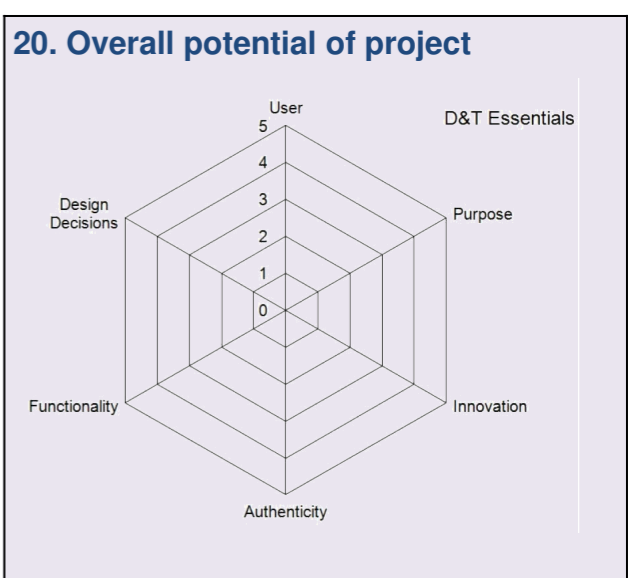 20. Overall potential of project
User
D&T Essentials
5
4
3
2
1
0
Design
Decisions
Purpose
Functionality
Innovation
Authenticity